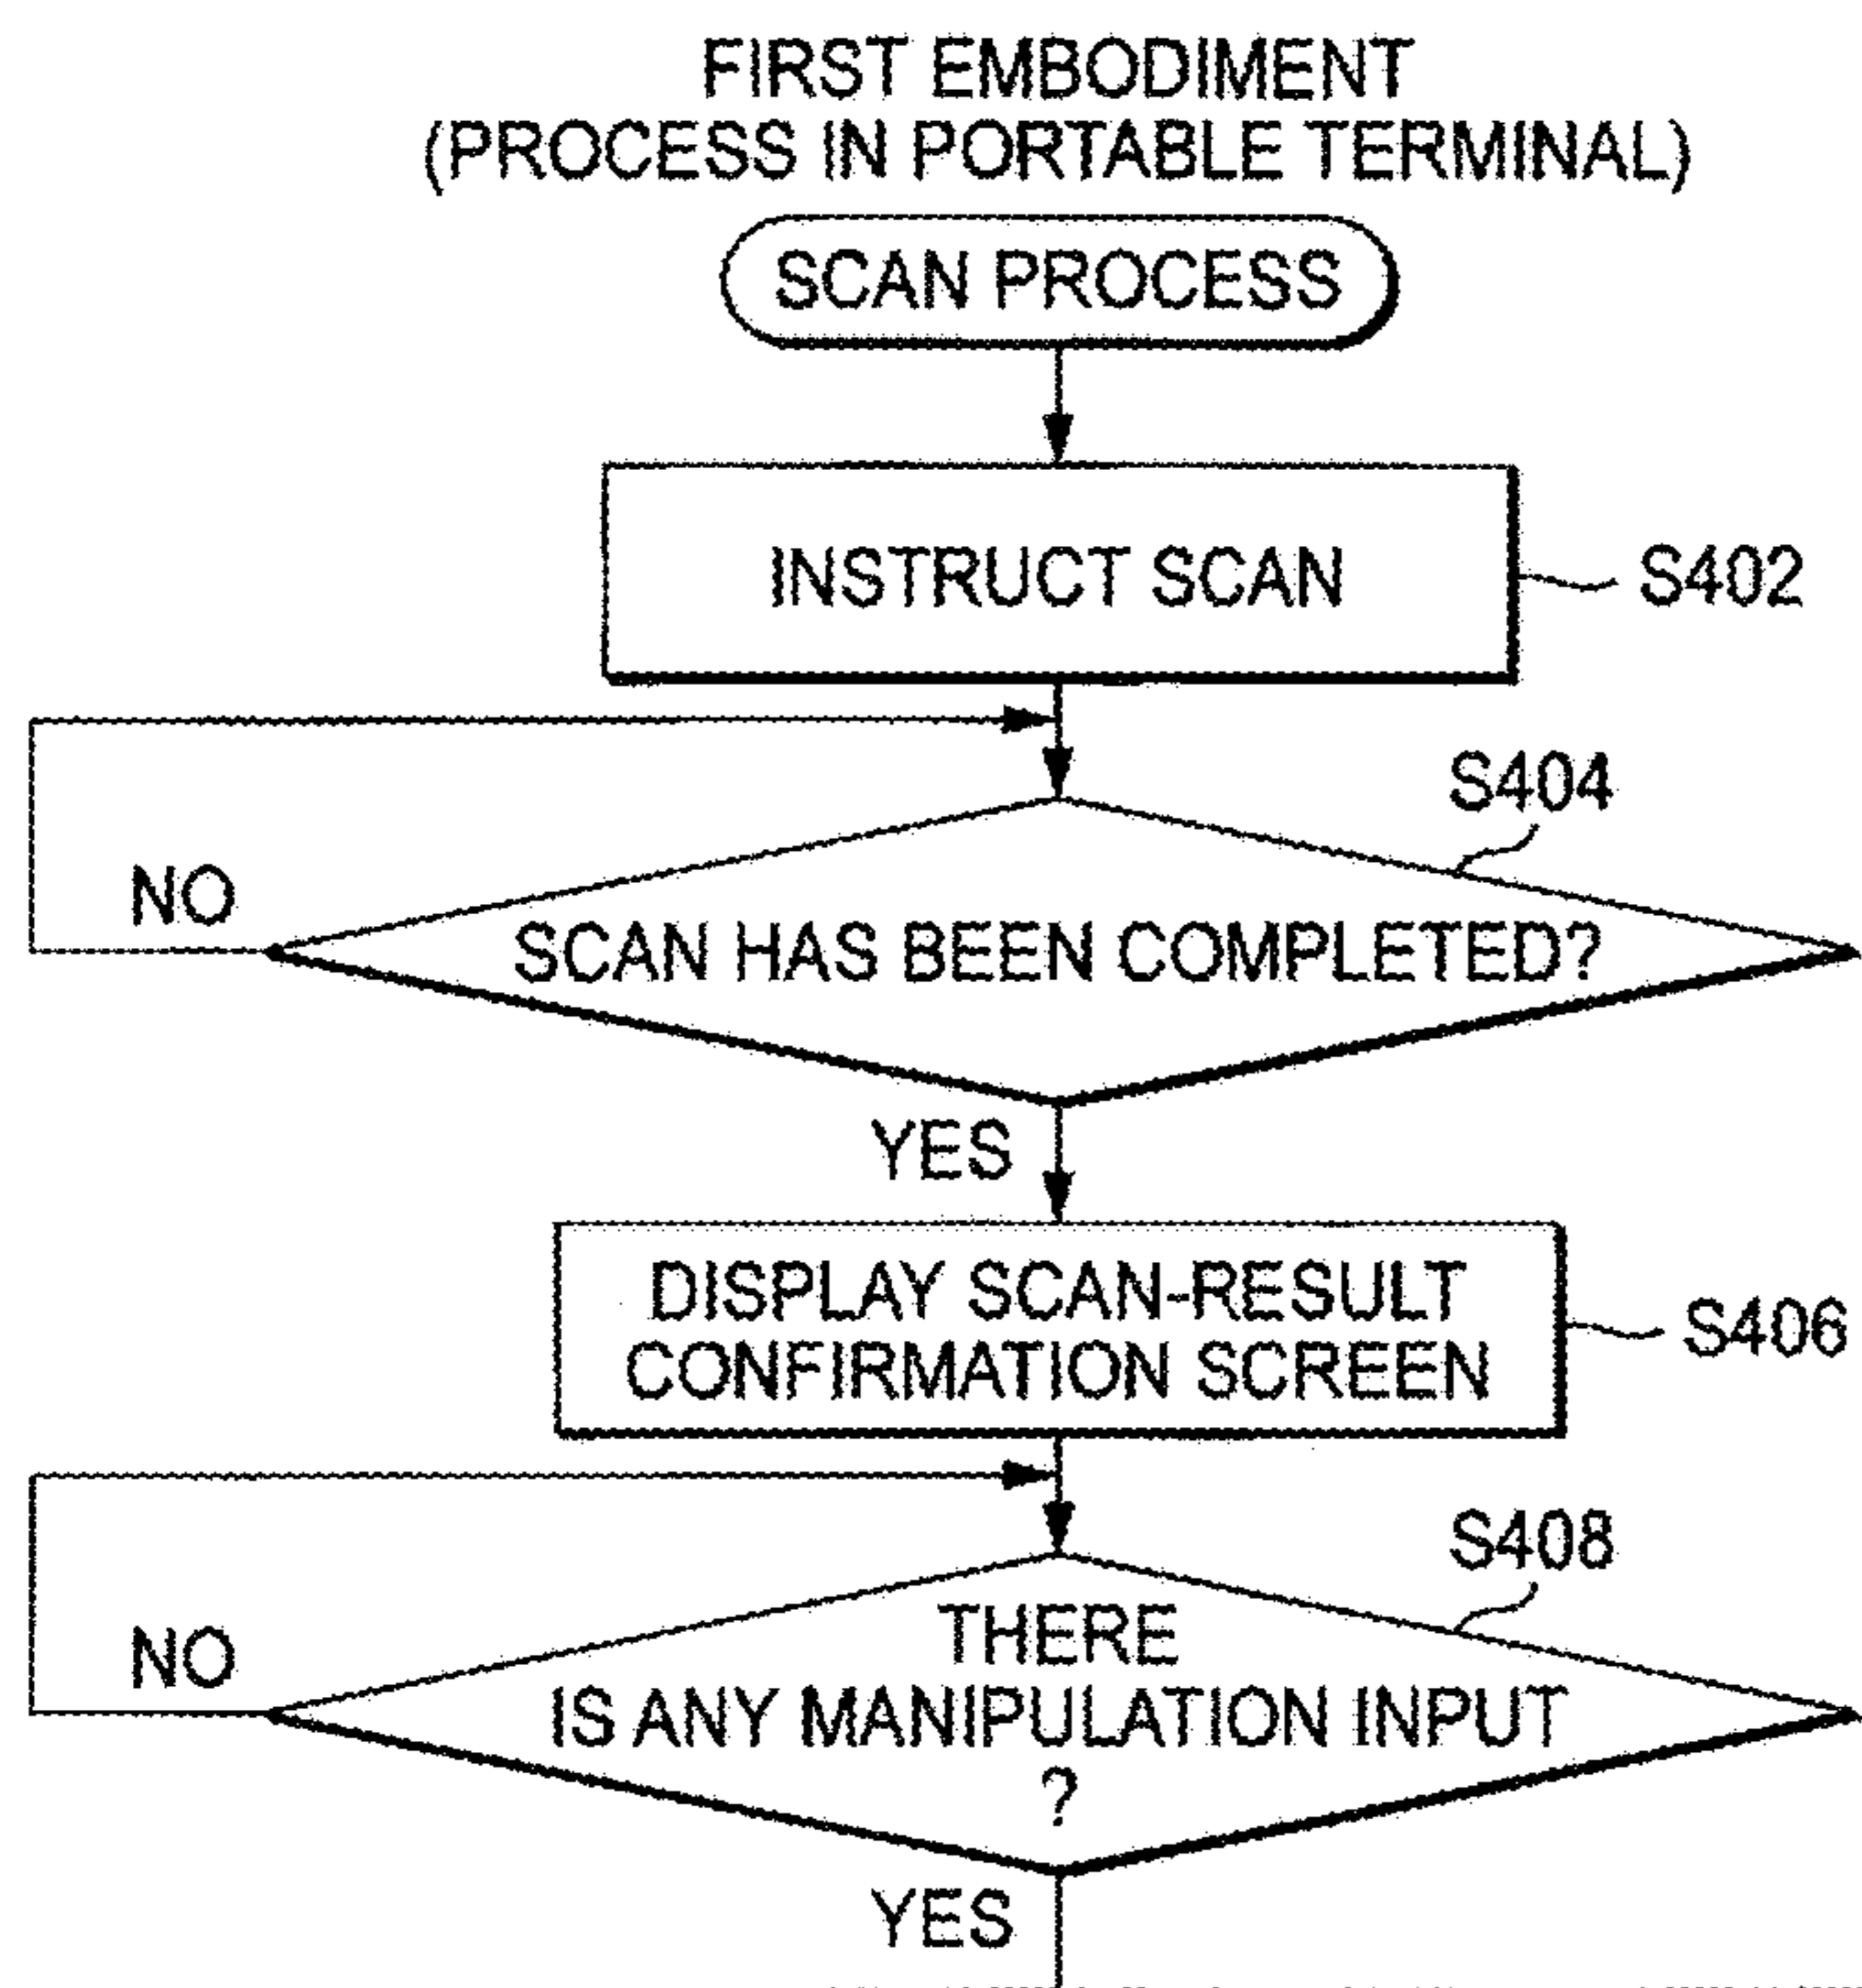 FIRST EMBODIMENT
(PROCESS IN PORTABLE TERMINAL)
SCAN PROCESS
INSTRUCT SCAN
S402
S404
NO
SCAN HAS BEEN COMPLETED?
YES
DISPLAY SCAN-RESULT
CONFIRMATION SCREEN
S406
S408
THERE
NO
IS ANY MANIPULATION INPUT
?
YES